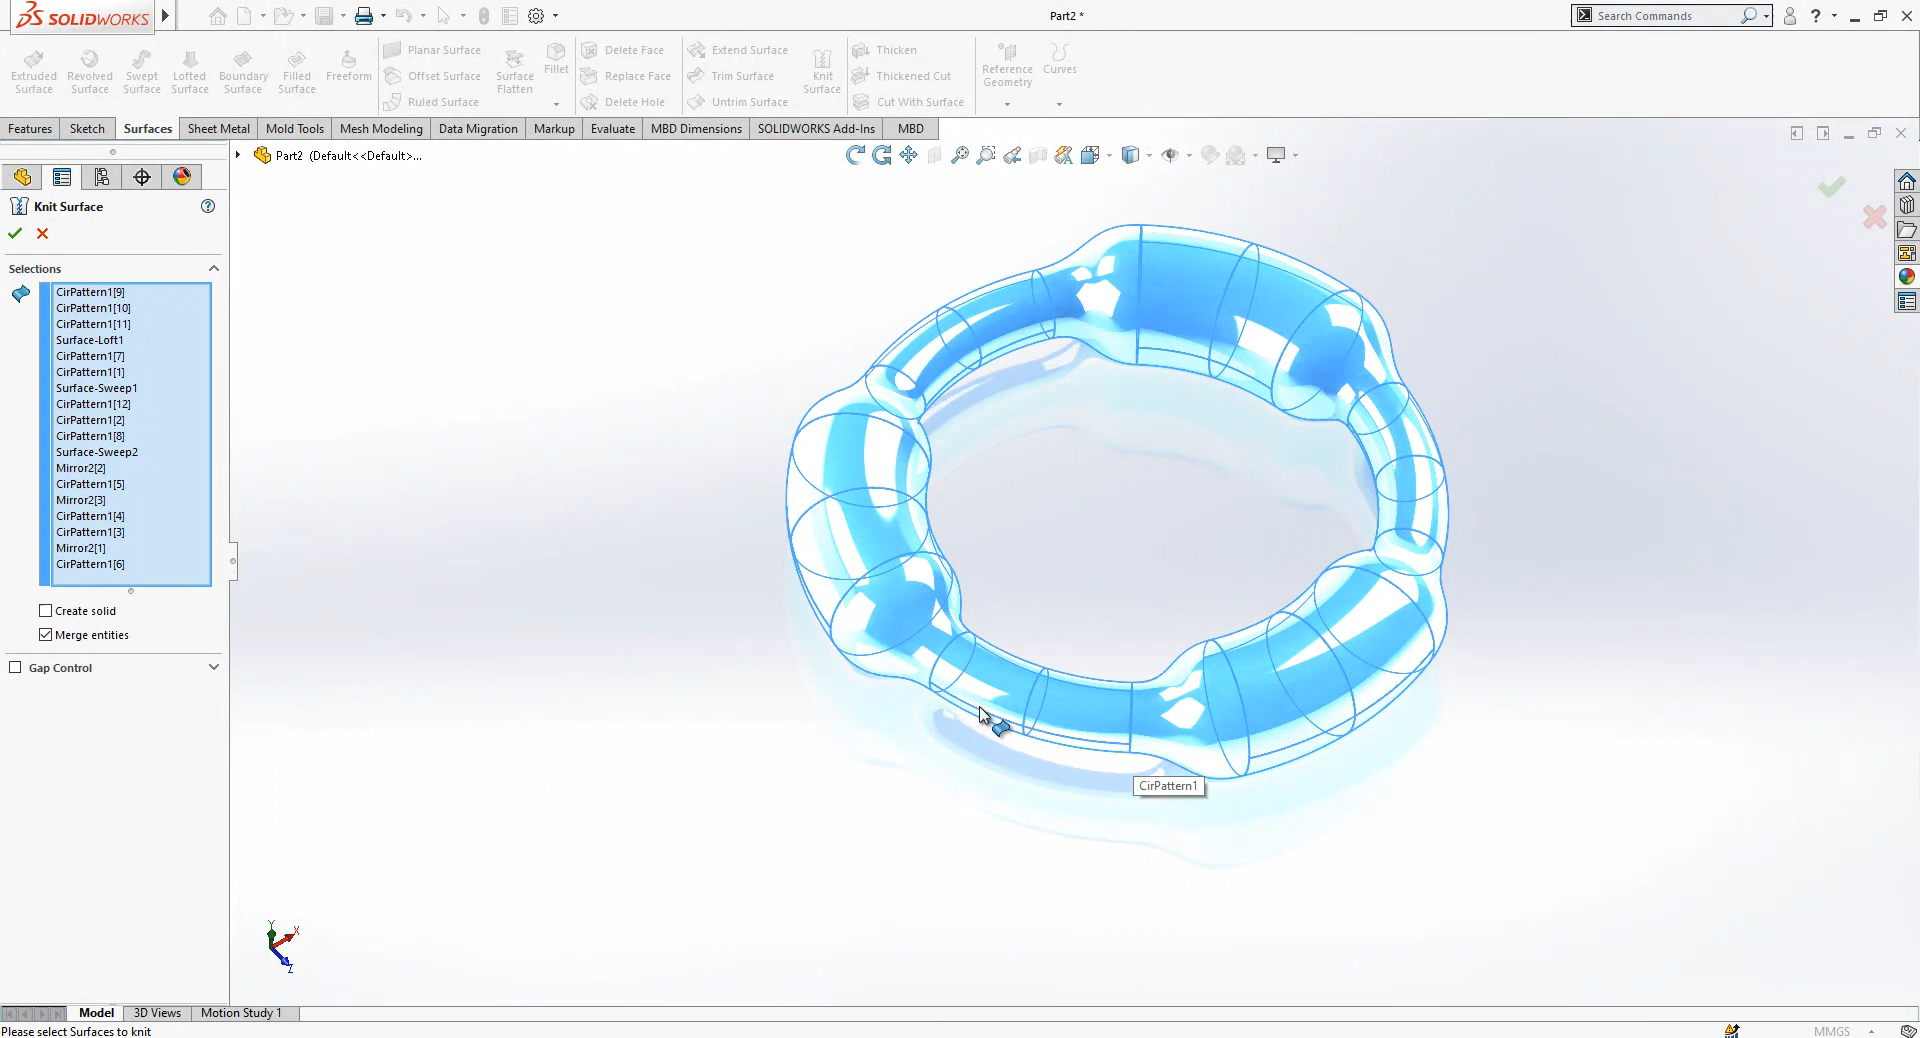 SOLIDWORKS
Part2 *
Search Commands
Extruded Surface
Revolved Surface
Swept Surface
Lofted Surface
Boundary Surface
Filled Surface
Freeform
Planar Surface
Offset Surface
Ruled Surface
Surface Flatten
Fillet
Delete Face
Replace Face
Delete Hole
Extend Surface
Trim Surface
Untrim Surface
Knit Surface
Thicken
Thickened Cut
Cut With Surface
Reference Geometry
Curves
Features
Sketch
Surfaces
Sheet Metal
Mold Tools
Mesh Modeling
Data Migration
Markup
Evaluate
MBD Dimensions
SOLIDWORKS Add-Ins
MBD
Part2 (Default<<Default>...
Knit Surface
Selections
CirPattern1[9]
CirPattern1[10]
CirPattern1[11]
Surface-Loft1
CirPattern1[7]
CirPattern1[1]
Surface-Sweep1
CirPattern1[12]
CirPattern1[2]
CirPattern1[8]
Surface-Sweep2
Mirror2[2]
CirPattern1[5]
Mirror2[3]
CirPattern1[4]
CirPattern1[3]
Mirror2[1]
CirPattern1[6]
Create solid
Merge entities
Gap Control
CirPattern1
Y
X
Z
Model
3D Views
Motion Study 1
Please select Surfaces to knit
MMGS